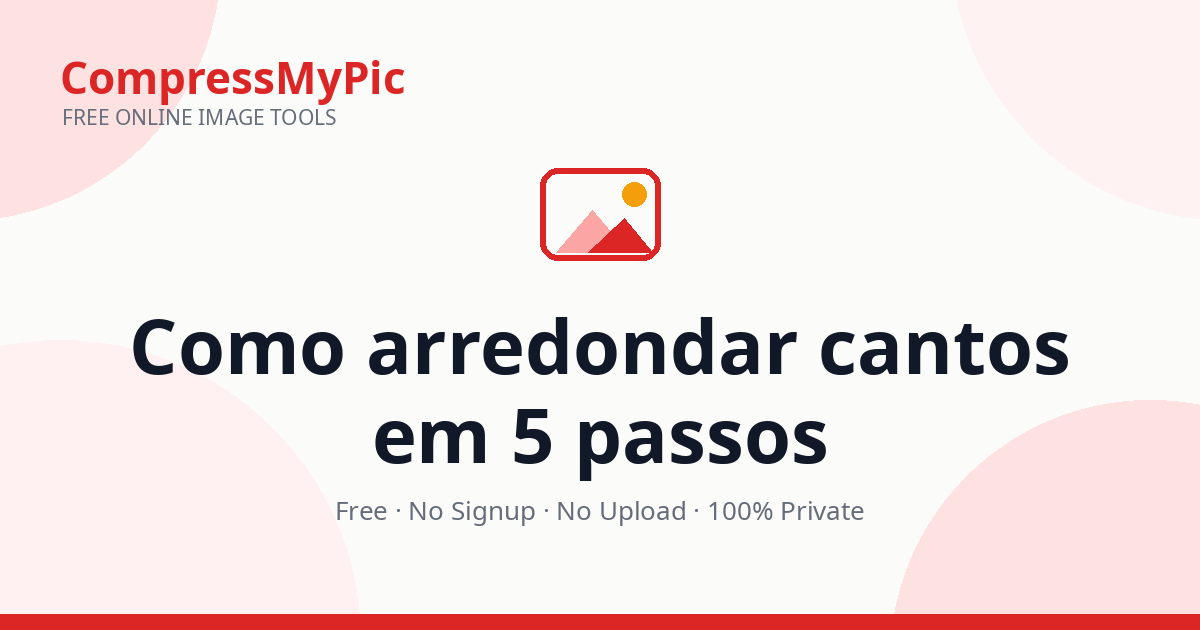 CompressMyPic
FREE ONLINE IMAGE TOOLS
Como arredondar cantos
em 5 passos
Free · No Signup · No Upload · 100% Private